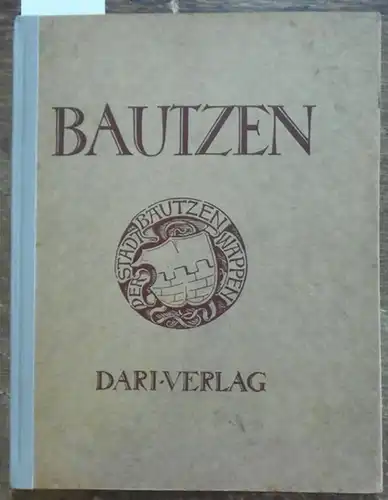 BAUTZEN
DER STADT BAUTZEN WAPPEN
DARI·VERLAG